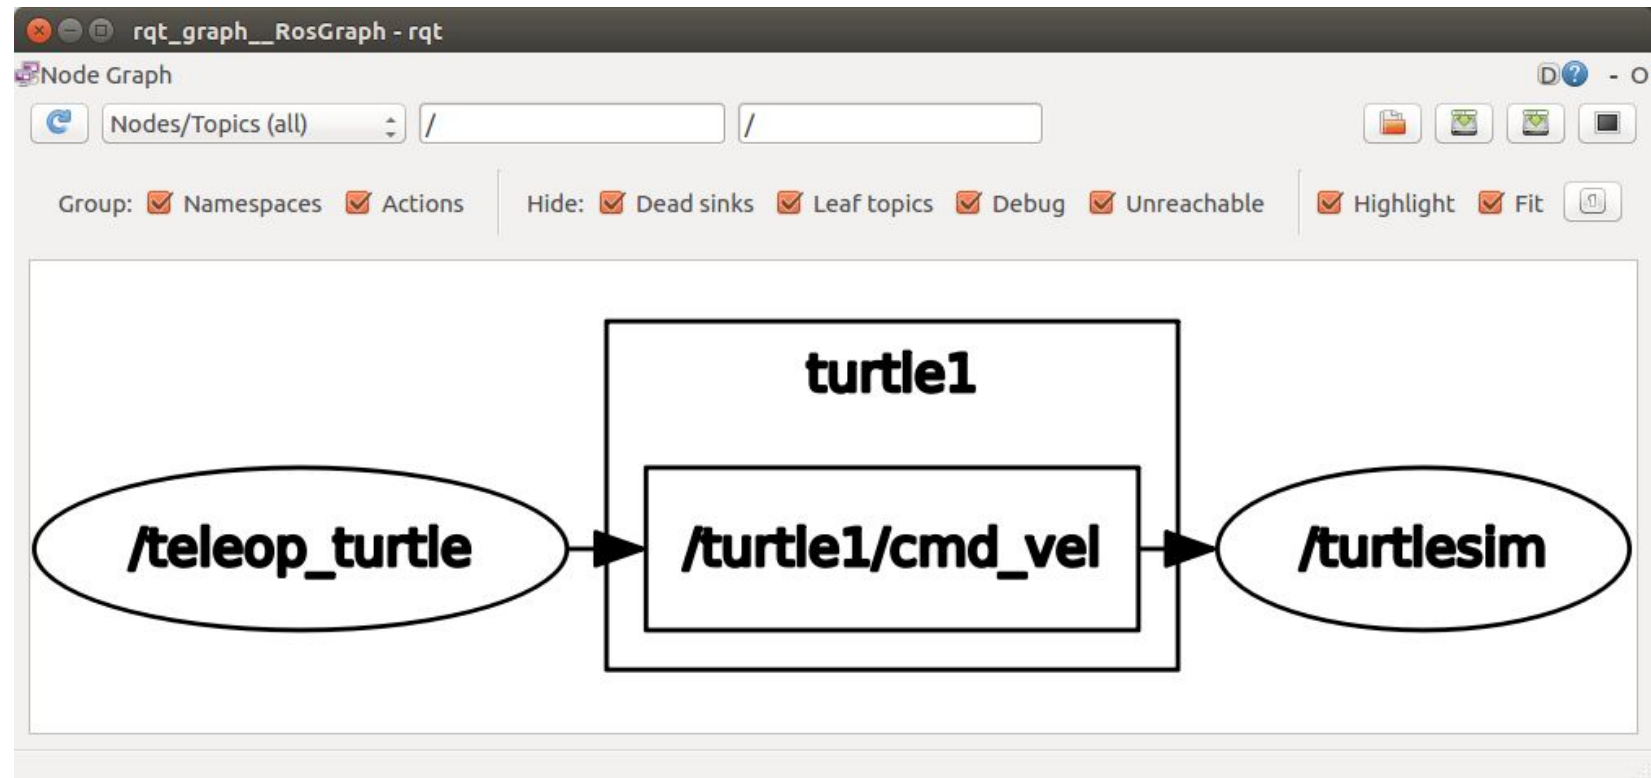 rqt_graph__RosGraph - rqt
Node Graph D ? - O
Nodes/Topics (all) / /
Group: Namespaces Actions Hide: Dead sinks Leaf topics Debug Unreachable Highlight Fit
turtle1
/teleop_turtle /turtle1/cmd_vel /turtlesim